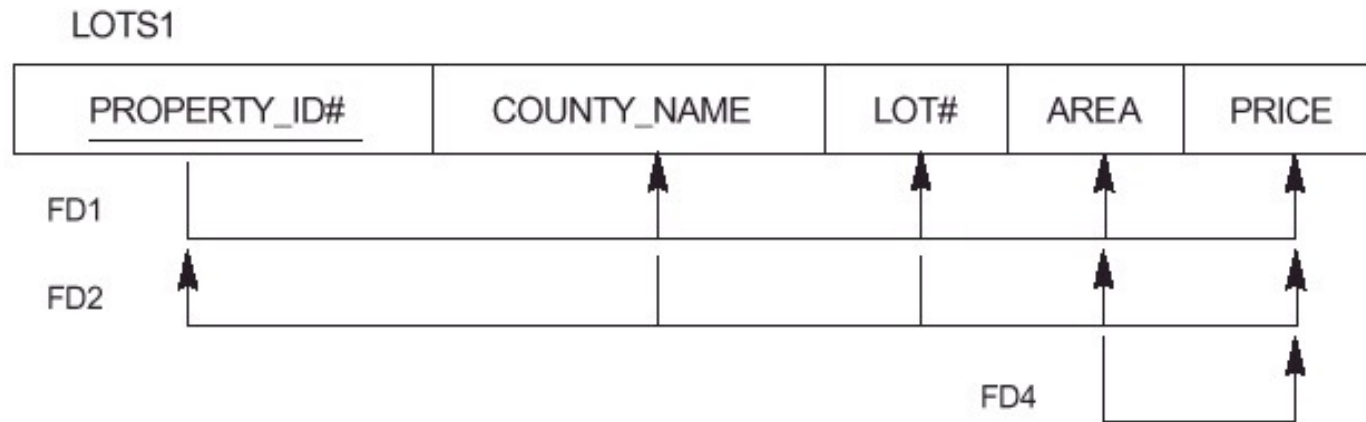 LOTS1
PROPERTY_ID# COUNTY_NAME LOT# AREA PRICE
FD1
FD2
FD4